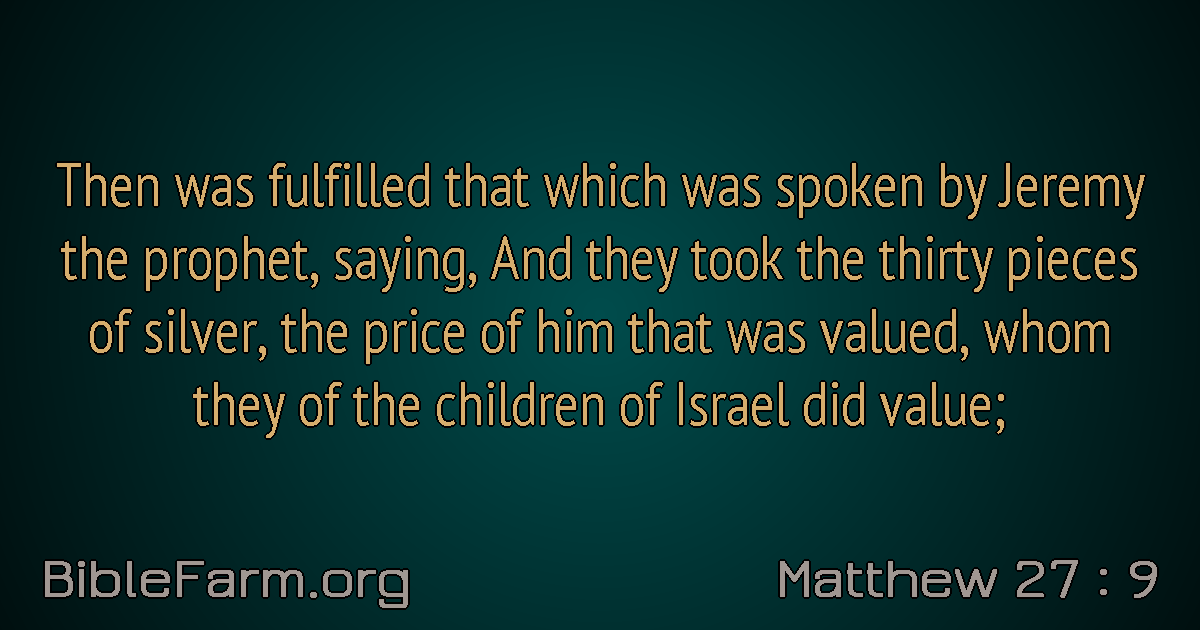 Then was fulfilled that which was spoken by Jeremy
the prophet, saying, And they took the thirty pieces
of silver, the price of him that was valued, whom
they of the children of Israel did value;
BibleFarm.org
Matthew 27 : 9